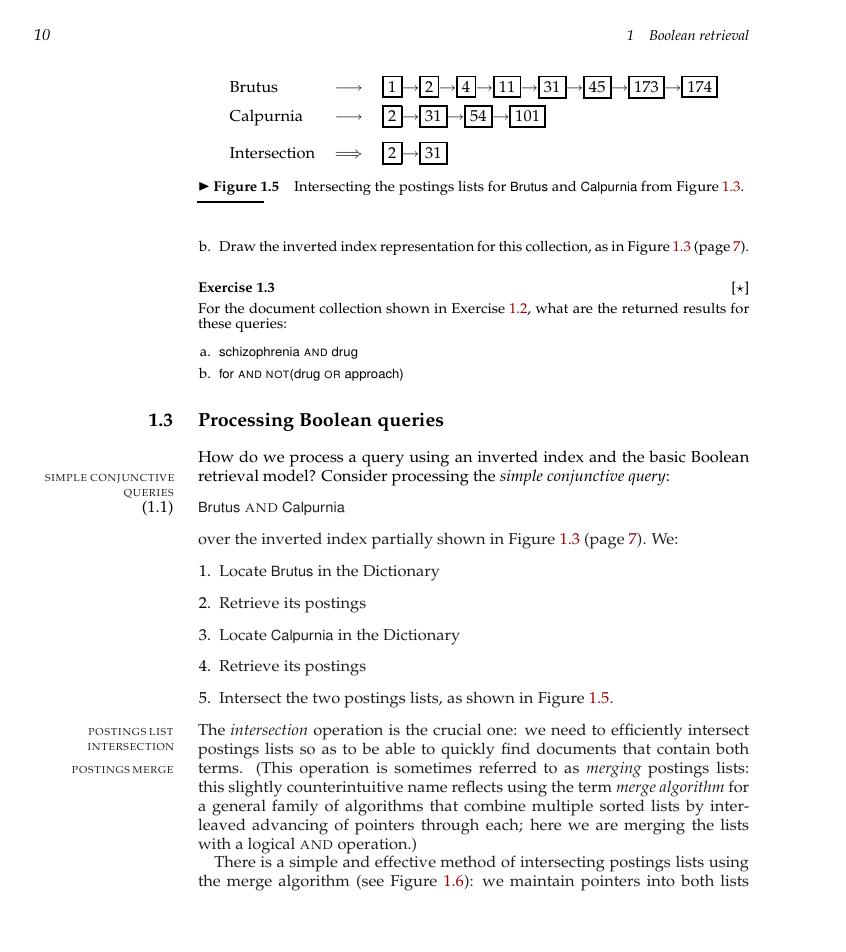 10
1 Boolean retrieval
Brutus ⟶ 1 → 2 → 4 → 11 → 31 → 45 → 173 → 174
Calpurnia ⟶ 2 → 31 → 54 → 101
Intersection ⟹ 2 → 31
► Figure 1.5 Intersecting the postings lists for Brutus and Calpurnia from Figure 1.3.
b. Draw the inverted index representation for this collection, as in Figure 1.3 (page 7).
Exercise 1.3 [⋆]
For the document collection shown in Exercise 1.2, what are the returned results for
these queries:
a. schizophrenia AND drug
b. for AND NOT(drug OR approach)
1.3 Processing Boolean queries
How do we process a query using an inverted index and the basic Boolean
SIMPLE CONJUNCTIVE retrieval model? Consider processing the simple conjunctive query:
QUERIES
(1.1) Brutus AND Calpurnia
over the inverted index partially shown in Figure 1.3 (page 7). We:
1. Locate Brutus in the Dictionary
2. Retrieve its postings
3. Locate Calpurnia in the Dictionary
4. Retrieve its postings
5. Intersect the two postings lists, as shown in Figure 1.5.
POSTINGS LIST The intersection operation is the crucial one: we need to efficiently intersect
INTERSECTION postings lists so as to be able to quickly find documents that contain both
POSTINGS MERGE terms. (This operation is sometimes referred to as merging postings lists:
this slightly counterintuitive name reflects using the term merge algorithm for
a general family of algorithms that combine multiple sorted lists by inter-
leaved advancing of pointers through each; here we are merging the lists
with a logical AND operation.)
There is a simple and effective method of intersecting postings lists using
the merge algorithm (see Figure 1.6): we maintain pointers into both lists